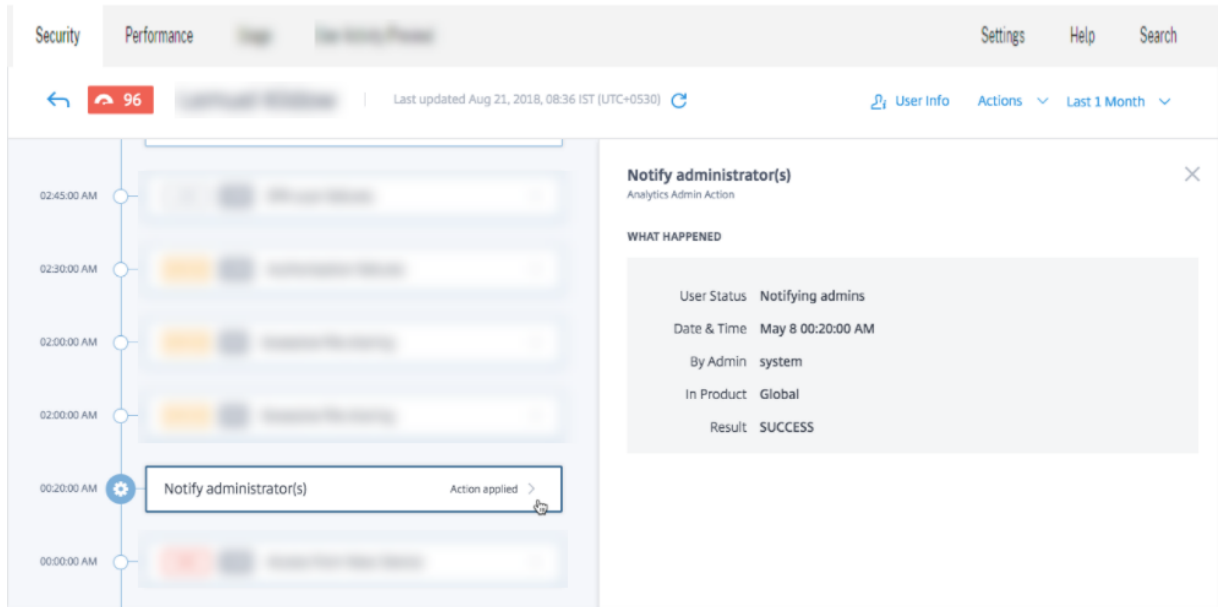 Security Performance Settings Help Search
96 Last updated Aug 21, 2018, 08:36 IST (UTC+0530) User Info Actions Last 1 Month
02:45:00 AM
02:30:00 AM
02:00:00 AM
02:00:00 AM
00:20:00 AM Notify administrator(s) Action applied
00:00:00 AM
Notify administrator(s)
Analytics Admin Action
WHAT HAPPENED
User Status Notifying admins
Date & Time May 8 00:20:00 AM
By Admin system
In Product Global
Result SUCCESS